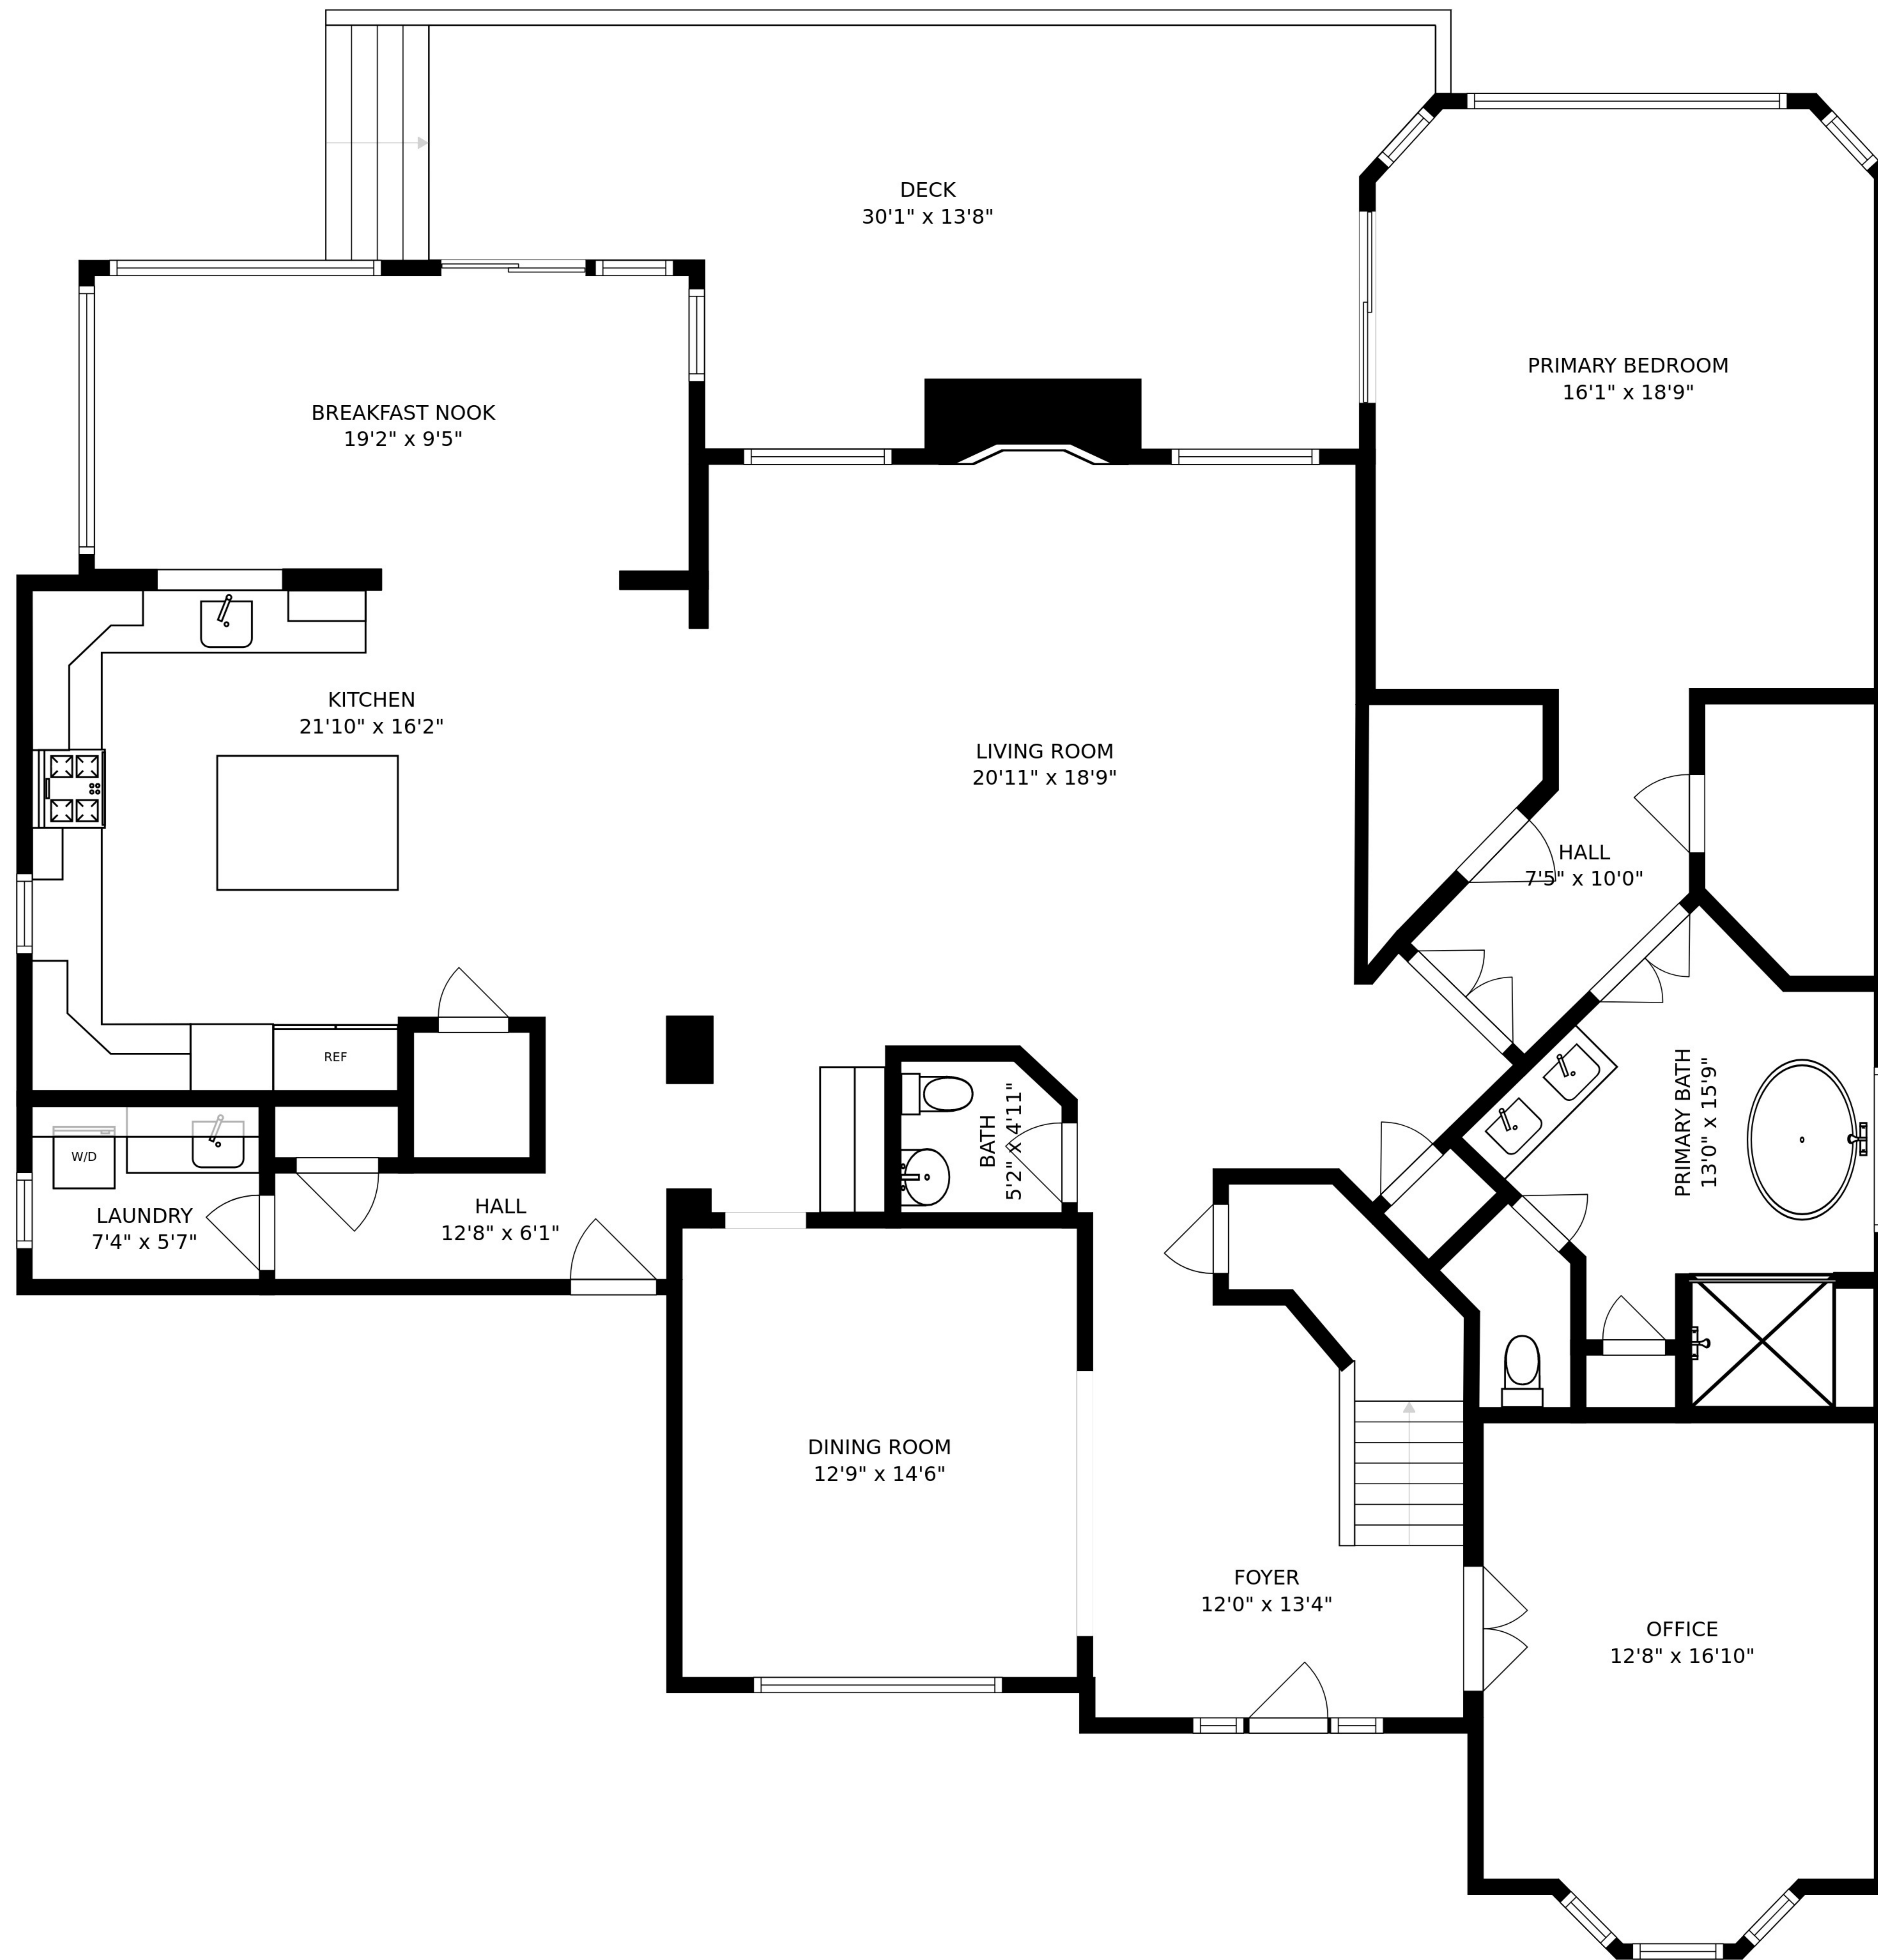 DECK
30'1" x 13'8"
PRIMARY BEDROOM
16'1" x 18'9"
BREAKFAST NOOK
19'2" x 9'5"
KITCHEN
21'10" x 16'2"
LIVING ROOM
20'11" x 18'9"
HALL
7'5" x 10'0"
REF
W/D
LAUNDRY
7'4" x 5'7"
HALL
12'8" x 6'1"
BATH
5'2" x 4'11"
PRIMARY BATH
13'0" x 15'9"
DINING ROOM
12'9" x 14'6"
FOYER
12'0" x 13'4"
OFFICE
12'8" x 16'10"